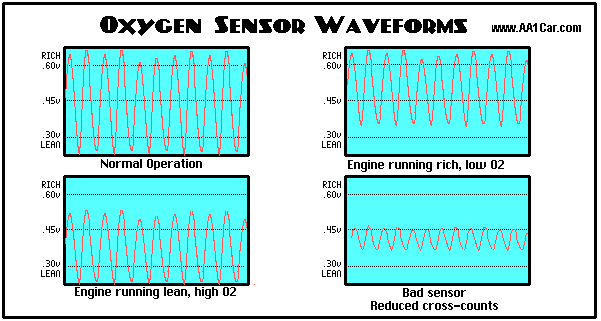 Oxygen Sensor Waveforms www.AA1Car.com
RICH
.60v
.45v
.30v
LEAN
Normal Operation
RICH
.60v
.45v
.30v
LEAN
Engine running rich, low O2
RICH
.60v
.45v
.30v
LEAN
Engine running lean, high O2
RICH
.60v
.45v
.30v
LEAN
Bad sensor
Reduced cross-counts